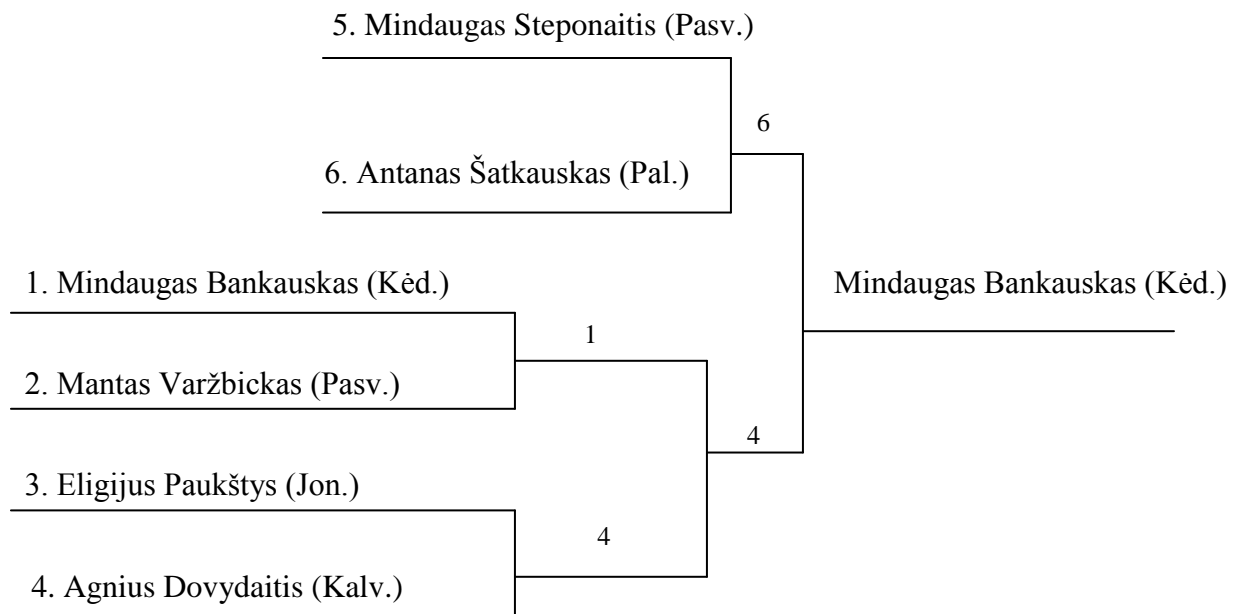 5. Mindaugas Steponaitis (Pasv.)
6
6. Antanas Šatkauskas (Pal.)
1. Mindaugas Bankauskas (Kėd.)
Mindaugas Bankauskas (Kėd.)
1
2. Mantas Varžbickas (Pasv.)
4
3. Eligijus Paukštys (Jon.)
4
4. Agnius Dovydaitis (Kalv.)